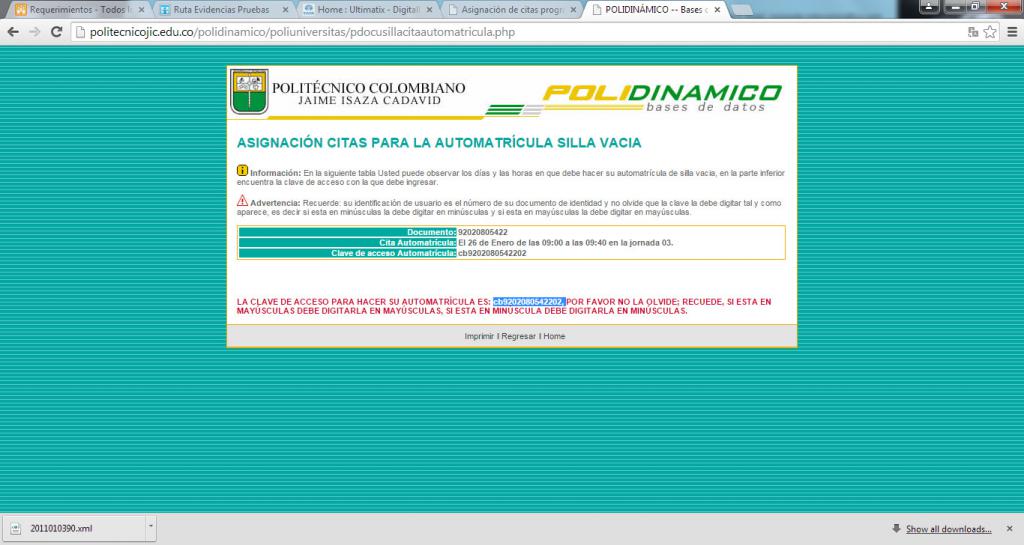 Requerimientos - Todos l
Ruta Evidencias Pruebas
Home : Ultimatix - Digitall
Asignación de citas progr
POLIDINÁMICO -- Bases d
politecnicojic.edu.co/polidinamico/poliuniversitas/pdocusillacitaautomatricula.php
POLITÉCNICO COLOMBIANO
JAIME ISAZA CADAVID
POLIDINAMICO
bases de datos
ASIGNACIÓN CITAS PARA LA AUTOMATRÍCULA SILLA VACIA
Información: En la siguiente tabla Usted puede observar los días y las horas en que debe hacer su automatrícula de silla vacia, en la parte inferior
encuentra la clave de acceso con la que debe ingresar.
Advertencia: Recuerde: su identificación de usuario es el número de su documento de identidad y no olvide que la clave la debe digitar tal y como
aparece, es decir si esta en minúsculas la debe digitar en minúsculas y si esta en mayúsculas la debe digitar en mayúsculas.
Documento: 92020805422
Cita Automatrícula: El 26 de Enero de las 09:00 a las 09:40 en la jornada 03.
Clave de acceso Automatrícula: cb9202080542202
LA CLAVE DE ACCESO PARA HACER SU AUTOMATRÍCULA ES: cb9202080542202, POR FAVOR NO LA OLVIDE; RECUEDE, SI ESTA EN
MAYÚSCULAS DEBE DIGITARLA EN MAYÚSCULAS, SI ESTA EN MINÚSCULA DEBE DIGITARLA EN MINÚSCULAS.
Imprimir I Regresar I Home
2011010390.xml
Show all downloads...